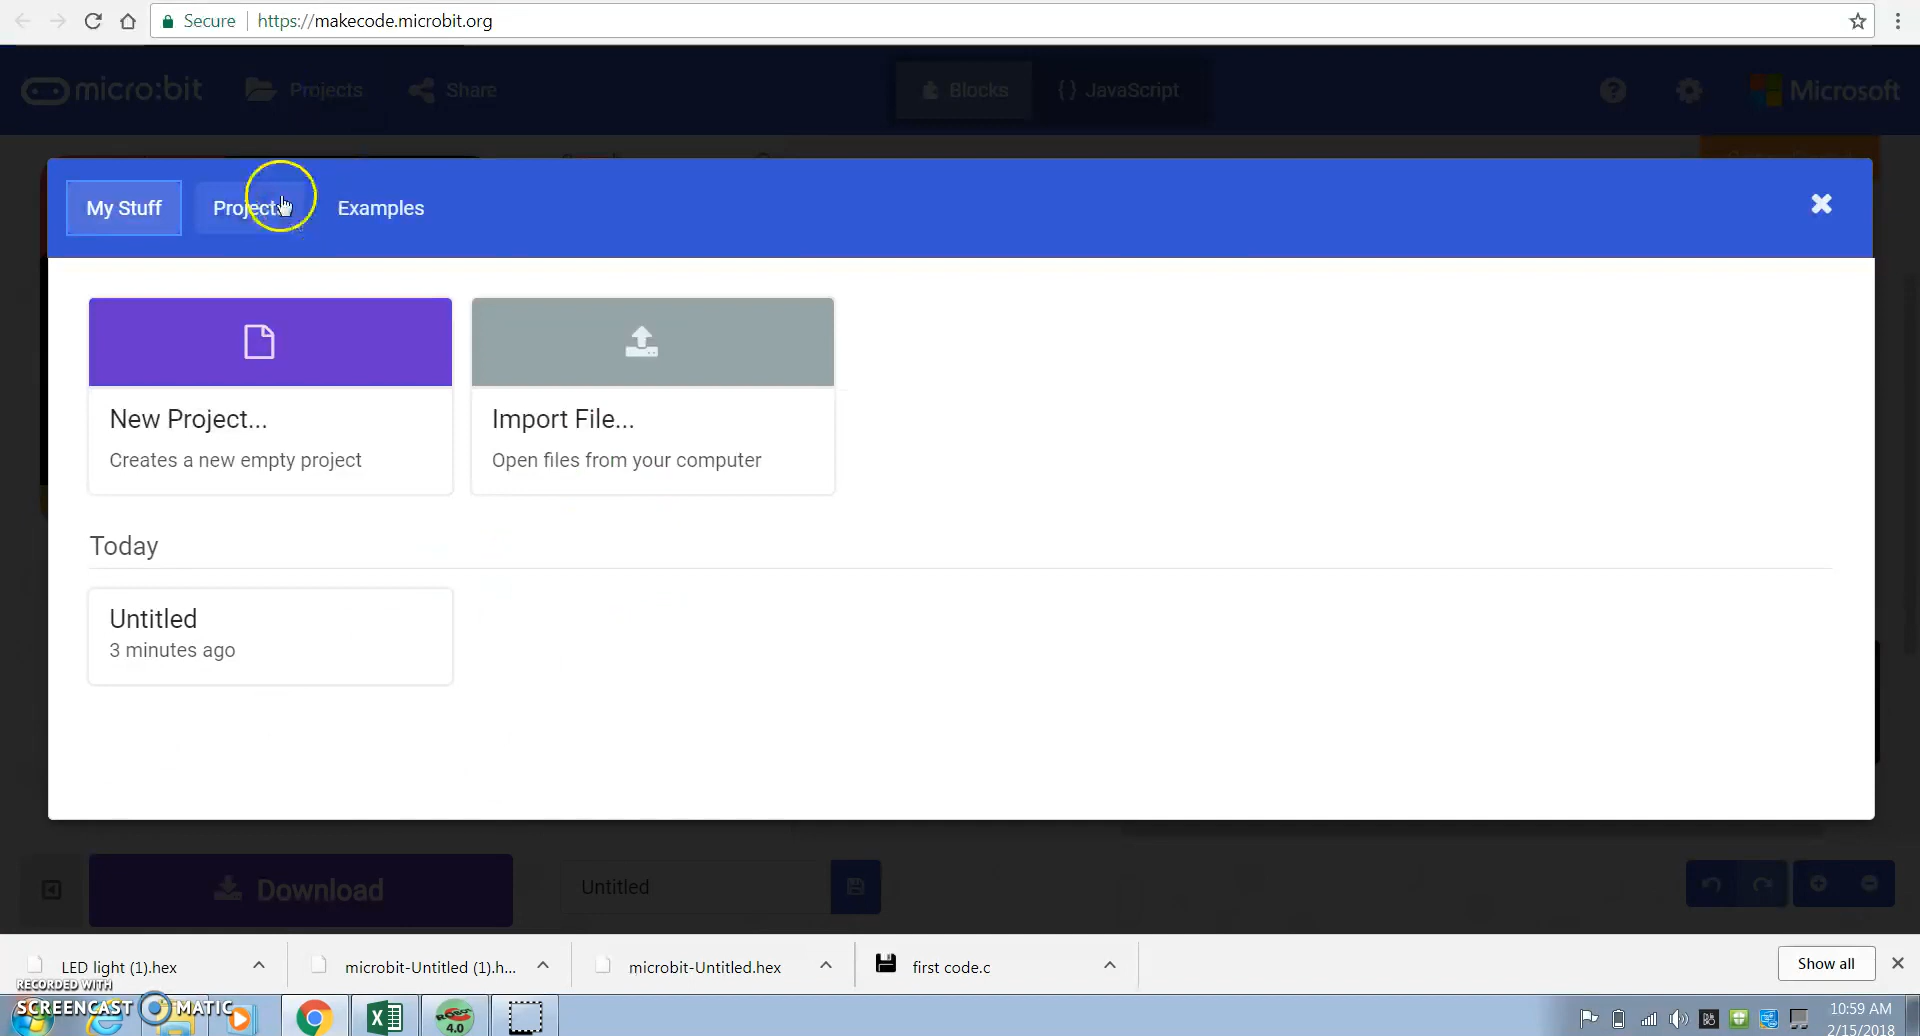 Secure https://makecode.microbit.org
micro:bit Projects Share Blocks {} JavaScript Microsoft
My Stuff Projects Examples
New Project...
Creates a new empty project
Import File...
Open files from your computer
Today
Untitled
3 minutes ago
Download Untitled
LED light (1).hex microbit-Untitled (1).h... microbit-Untitled.hex first code.c Show all
RECORDED WITH
SCREENCAST MATIC
ROBOT
4.0
10:59 AM
2/15/2018